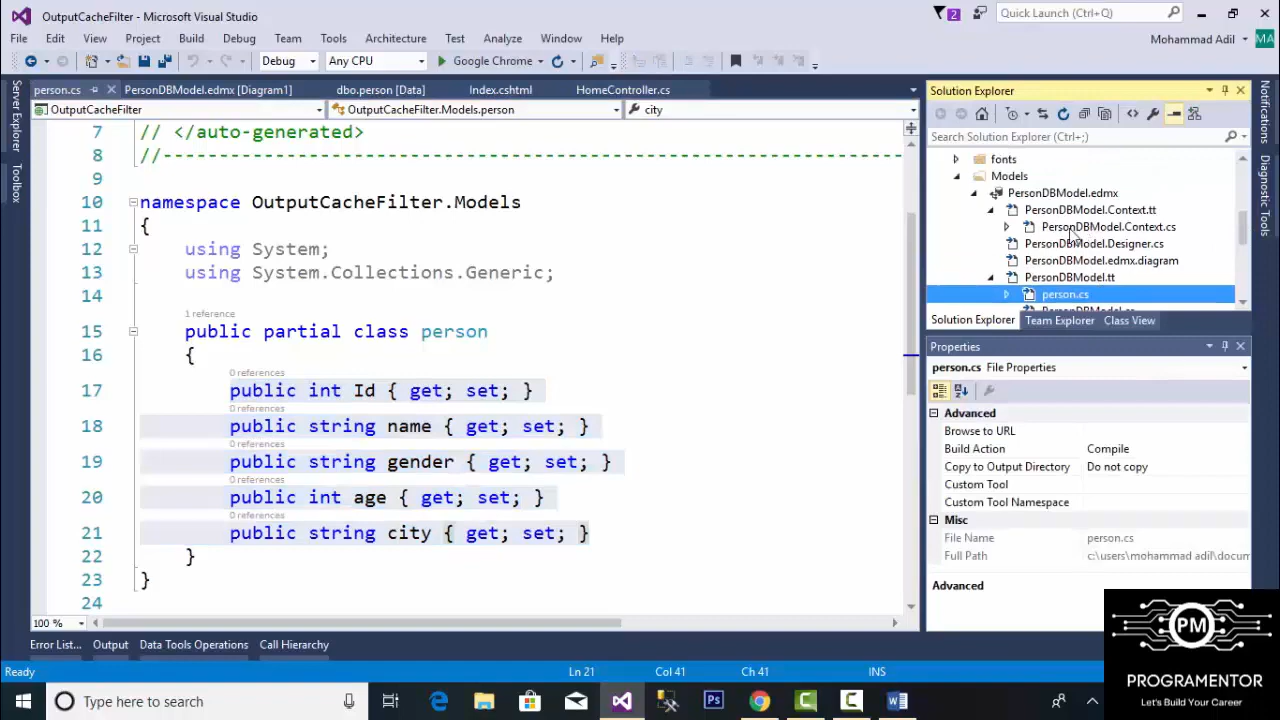 OutputCacheFilter - Microsoft Visual Studio
2
Quick Launch (Ctrl+Q)
File Edit View Project Build Debug Team Tools Architecture Test Analyze Window Help
Mohammad Adil MA
Debug Any CPU Google Chrome
Server Explorer
Toolbox
person.cs PersonDBModel.edmx [Diagram1] dbo.person [Data] Index.cshtml HomeController.cs
OutputCacheFilter OutputCacheFilter.Models.person city
7 // </auto-generated>
8 //------------------------------------------------------------------------------
9
10 namespace OutputCacheFilter.Models
11 {
12 using System;
13 using System.Collections.Generic;
14
1 reference
15 public partial class person
16 {
0 references
17 public int Id { get; set; }
0 references
18 public string name { get; set; }
0 references
19 public string gender { get; set; }
0 references
20 public int age { get; set; }
0 references
21 public string city { get; set; }
22 }
23 }
24
100 %
Solution Explorer
Search Solution Explorer (Ctrl+;)
fonts
Models
PersonDBModel.edmx
PersonDBModel.Context.tt
PersonDBModel.Context.cs
PersonDBModel.Designer.cs
PersonDBModel.edmx.diagram
PersonDBModel.tt
person.cs
Solution Explorer Team Explorer Class View
Properties
person.cs File Properties
Advanced
Browse to URL
Build Action Compile
Copy to Output Directory Do not copy
Custom Tool
Custom Tool Namespace
Misc
File Name person.cs
Full Path c:\users\mohammad adil\docum
Advanced
Notifications
Diagnostic Tools
Error List... Output Data Tools Operations Call Hierarchy
Ready Ln 21 Col 41 Ch 41 INS
Type here to search
PM
PROGRAMENTOR
Let's Build Your Career